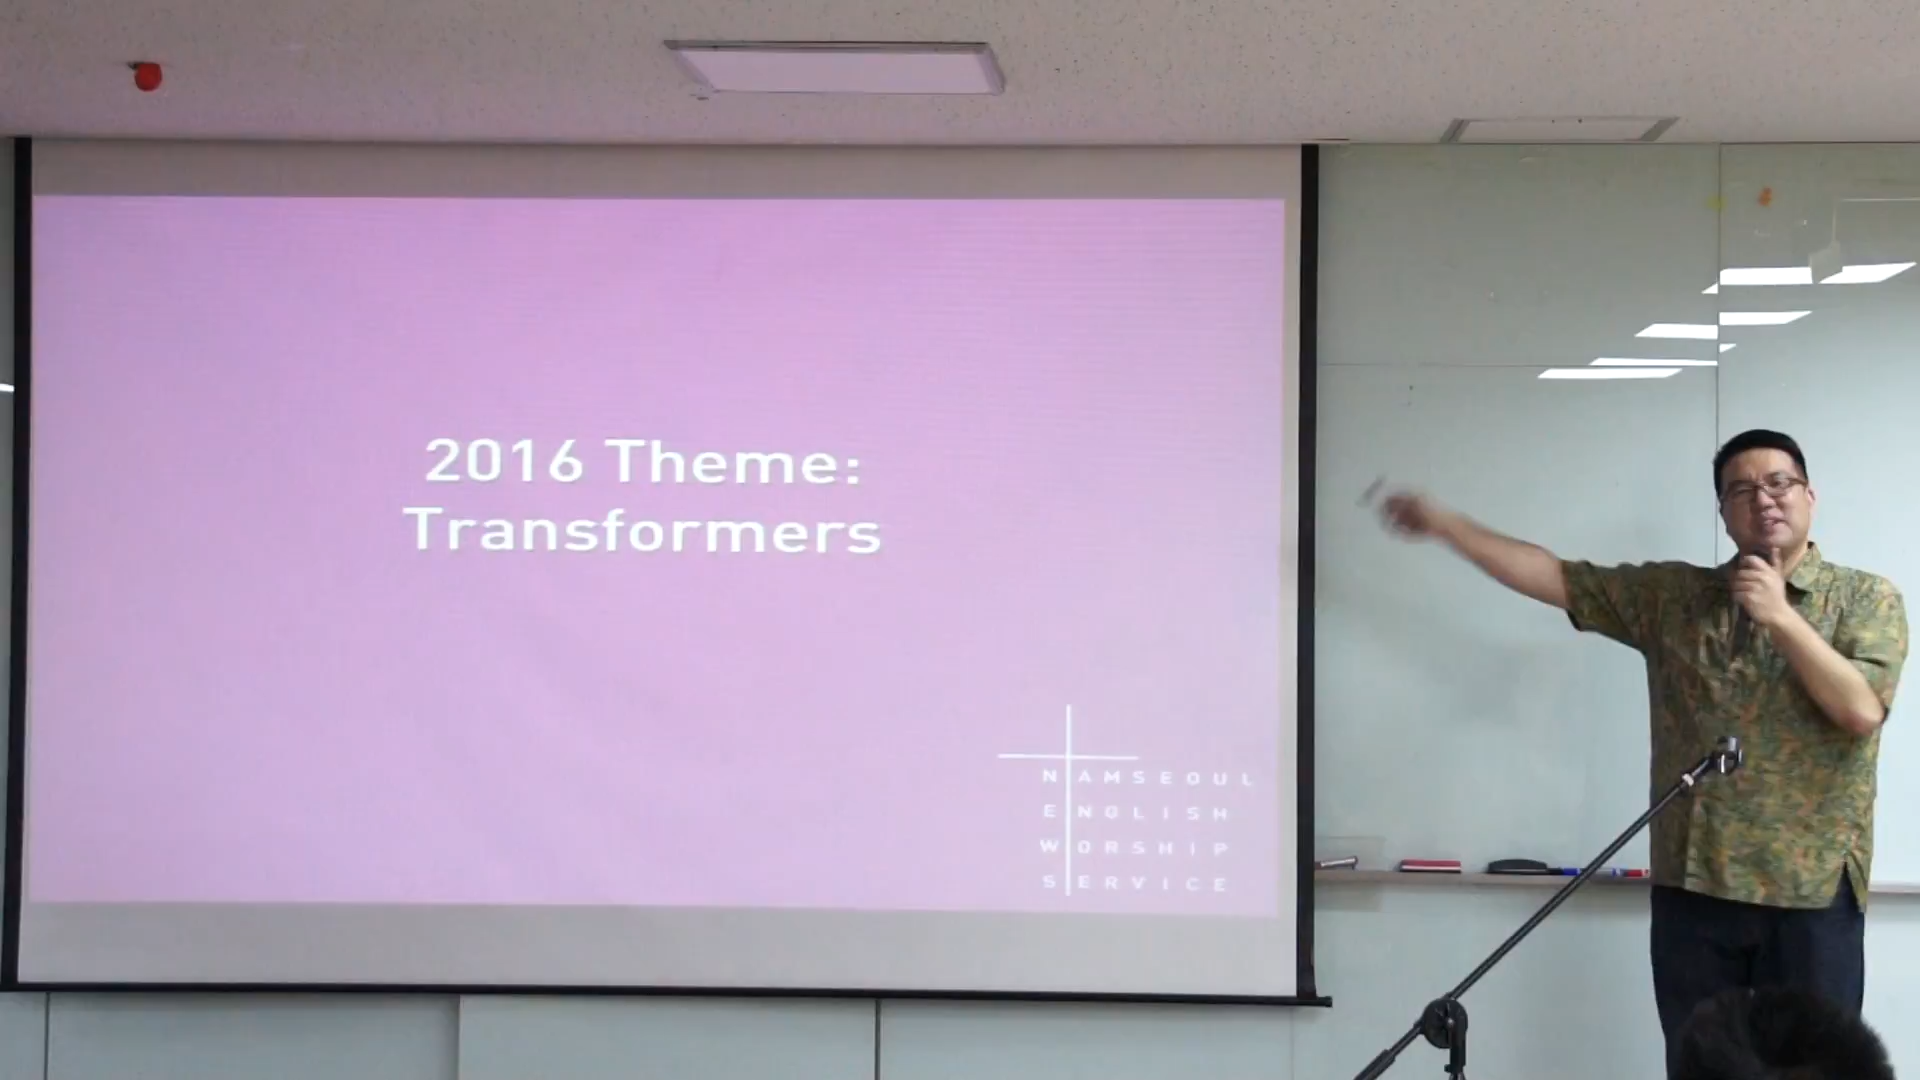 2016 Theme:
Transformers
NAMSEOUL
ENGLISH
WORSHIP
SERVICE